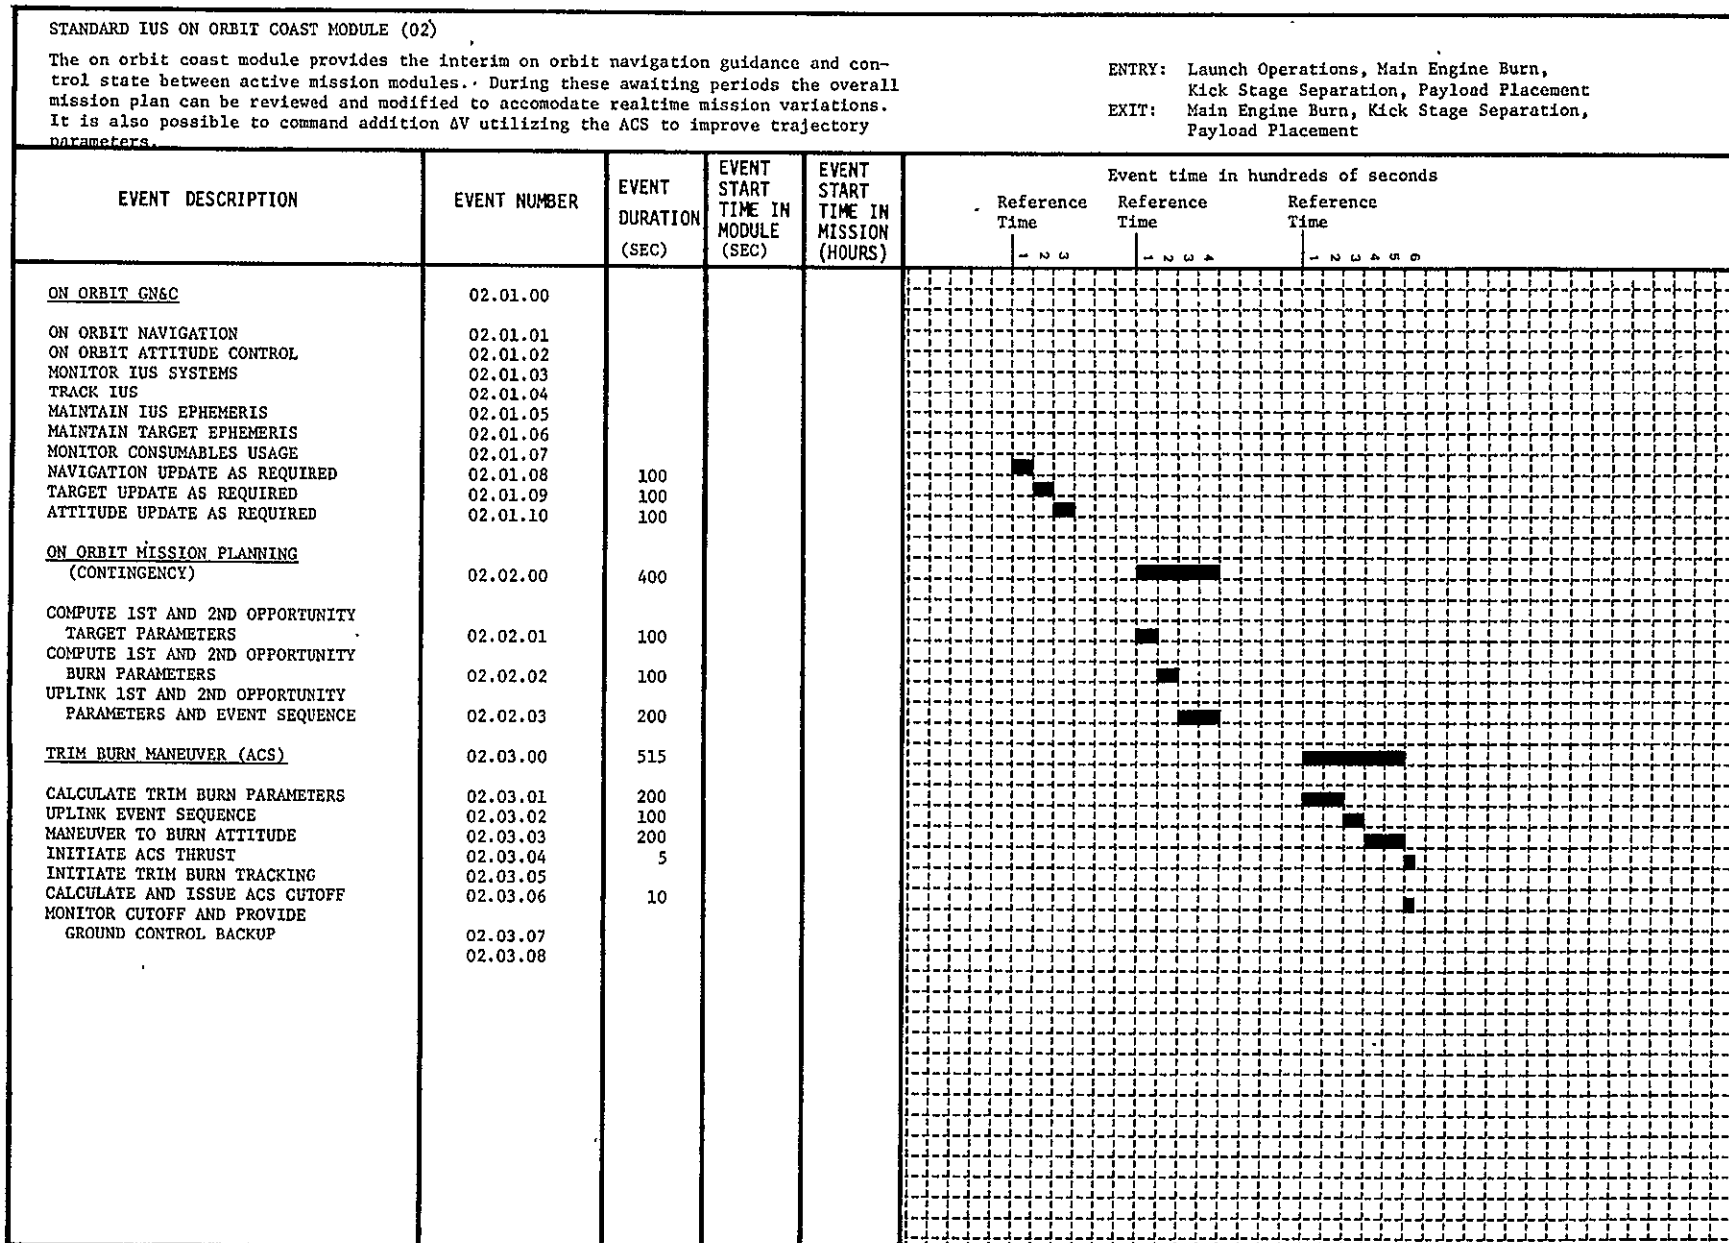 STANDARD IUS ON ORBIT COAST MODULE (02)
The on orbit coast module provides the interim on orbit navigation guidance and con-
trol state between active mission modules. During these awaiting periods the overall
mission plan can be reviewed and modified to accomodate realtime mission variations.
It is also possible to command addition ΔV utilizing the ACS to improve trajectory
parameters.
ENTRY: Launch Operations, Main Engine Burn,
Kick Stage Separation, Payload Placement
EXIT: Main Engine Burn, Kick Stage Separation,
Payload Placement
EVENT DESCRIPTION
EVENT NUMBER
EVENT
DURATION
(SEC)
EVENT
START
TIME IN
MODULE
(SEC)
EVENT
START
TIME IN
MISSION
(HOURS)
Event time in hundreds of seconds
Reference Reference Reference
Time Time Time
1 2 3 1 2 3 4 1 2 3 4 5 6
ON ORBIT GN&C 02.01.00
ON ORBIT NAVIGATION 02.01.01
ON ORBIT ATTITUDE CONTROL 02.01.02
MONITOR IUS SYSTEMS 02.01.03
TRACK IUS 02.01.04
MAINTAIN IUS EPHEMERIS 02.01.05
MAINTAIN TARGET EPHEMERIS 02.01.06
MONITOR CONSUMABLES USAGE 02.01.07
NAVIGATION UPDATE AS REQUIRED 02.01.08 100
TARGET UPDATE AS REQUIRED 02.01.09 100
ATTITUDE UPDATE AS REQUIRED 02.01.10 100
ON ORBIT MISSION PLANNING
(CONTINGENCY) 02.02.00 400
COMPUTE 1ST AND 2ND OPPORTUNITY
TARGET PARAMETERS 02.02.01 100
COMPUTE 1ST AND 2ND OPPORTUNITY
BURN PARAMETERS 02.02.02 100
UPLINK 1ST AND 2ND OPPORTUNITY
PARAMETERS AND EVENT SEQUENCE 02.02.03 200
TRIM BURN MANEUVER (ACS) 02.03.00 515
CALCULATE TRIM BURN PARAMETERS 02.03.01 200
UPLINK EVENT SEQUENCE 02.03.02 100
MANEUVER TO BURN ATTITUDE 02.03.03 200
INITIATE ACS THRUST 02.03.04 5
INITIATE TRIM BURN TRACKING 02.03.05
CALCULATE AND ISSUE ACS CUTOFF 02.03.06 10
MONITOR CUTOFF AND PROVIDE
GROUND CONTROL BACKUP 02.03.07
02.03.08